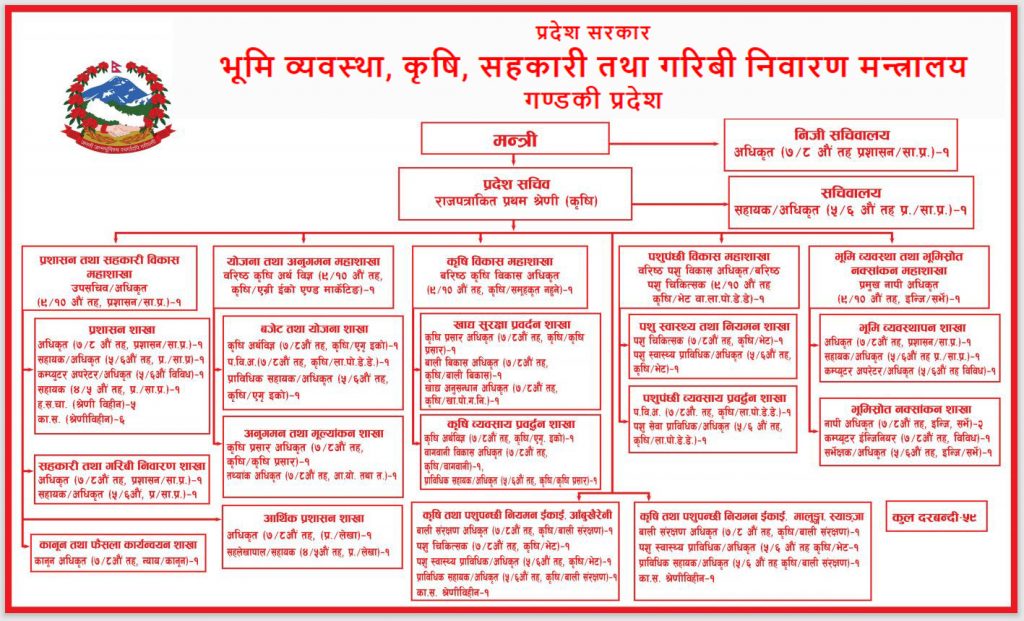 प्रदेश सरकार
भूमि व्यवस्था, कृषि, सहकारी तथा गरिबी निवारण मन्त्रालय
गण्डकी प्रदेश
मन्त्री
निजी सचिवालय
अधिकृत (७/८ औं तह प्रशासन/सा.प्र.)-१
प्रदेश सचिव
राजपत्राकित प्रथम श्रेणी (कृषि)
सचिवालय
सहायक/अधिकृत (५/६ औं तह प्र./सा.प्र.)-१
प्रशासन तथा सहकारी विकास
महाशाखा
उपसचिव/अधिकृत
(९/१० औं तह, प्रशासन/सा.प्र.)-१
प्रशासन शाखा
अधिकृत (७/८ औं तह, प्रशासन/सा.प्र.)-१
सहायक/अधिकृत (५/६औं तह, प्र./सा.प्र)-१
कम्प्युटर अपरेटर/अधिकृत (५/६औं विविध)-१
सहायक (४/५ औं तह, प्र./सा.प्र.)-१
ह.स.चा. (श्रेणी विहिन)-५
का.स. (श्रेणीविहीन)-६
सहकारी तथा गरिबी निवारण शाखा
अधिकृत (७/८औं तह, प्रशासन/सा.प्र.)-१
सहायक/अधिकृत (५/६औं तह, प्र/सा.प्र.)-१
कानून तथा फैसला कार्यन्वयन शाखा
कानून अधिकृत (७/८औं तह, न्याय/कानून)-१
योजना तथा अनुगमन महाशाखा
बरिष्ठ कृषि अर्थ विज्ञ (९/१० औं तह,
कृषि/एग्री ईको एण्ड मार्केटिङ)-१
बजेट तथा योजना शाखा
कृषि अर्थविज्ञ (७/८औं तह, कृषि/एग् इको)-१
प.वि.अ.(७/८औं तह, कृषि/ला.पो.डे.डे.)-१
प्राविधिक सहायक/अधिकृत (५/६औं तह,
कृषि/एग् इको)-१
अनुगमन तथा मूल्यांकन शाखा
कृषि प्रसार अधिकृत (७/८औं तह,
कृषि/कृषि प्रसार)-१
तथ्यांक अधिकृत (७/८औं तह, आ.यो. तथा त.)-१
आर्थिक प्रशासन शाखा
अधिकृत (७/८औं तह, (प्र./लेखा)-१
सहलेखापाल/सहायक (४/५औं तह, प्र./लेखा)-१
कृषि विकास महाशाखा
बरिष्ठ कृषि विकास अधिकृत
(९/१० औं तह, कृषि/समूहकृत नहुने)-१
खाद्य सुरक्षा प्रवर्दन शाखा
कृषि प्रसार अधिकृत (७/८औं तह, कृषि/कृषि
प्रसार)-१
बाली बिकास अधिकृत (७/८औं तह,
कृषि/बाली बिकास)-१
खाद्य अनुसन्धान अधिकृत (७/८औं तह,
कृषि/खा.पो.ग.नि.)-१
कृषि व्यवसाय प्रवर्द्धन शाखा
कृषि अर्थविज्ञ (७/८औं तह, कृषि/एग्. इको)-१
वागवानी विकास अधिकृत (७/८औं तह,
कृषि/वागवानी)-१,
प्राविधिक सहायक/अधिकृत (५/६औं तह, कृषि/कृषि प्रसार)-१
पशुपंछी विकास महाशाखा
वरिष्ठ पशु विकास अधिकृत/बरिष्ठ
पशु चिकित्सक (९/१० औं तह
कृषि/भेट वा.ला.पो.डे.डे)-१
पशु स्वास्थ्य तथा नियमन शाखा
पशु चिकित्सक (७/८औं तह, कृषि/भेट)-१
पशु स्वास्थ्य प्राविधिक/अधिकृत (५/६औं तह,
कृषि/भेट)-१
पशुपंछी व्यवसाय प्रवर्द्धन शाखा
प.वि.अ. (७/८औं. तह, कृषि/ला.पो.डे.डे)-१
पशु सेवा प्राविधिक/अधिकृत (५/६ औं तह,
कृषि/ला.पो.डे.डे.)-१
भूमि ब्यवस्था तथा भूमिस्रोत
नक्सांकन महाशाखा
प्रमुख नापी अधिकृत
(९/१० औं तह, इन्जि/सर्भे)-१
भूमि ब्यवस्थापन शाखा
अधिकृत (७/८औं तह, प्रशासन/सा.प्र.)-१
सहायक/अधिकृत (५/६औं तह प्र./सा.प्र.)-१
कम्प्युटर अपरेटर/अधिकृत (५/६औं तह विविध)-१
भूमिस्रोत नक्सांकन शाखा
नापी अधिकृत (७/८औं तह, इन्जि, सर्भे)-२
कम्प्युटर ईन्जिनियर (७/८औं तह, विविध)-१
सर्भेक्षक/अधिकृत (५/६औं तह, इन्जि/सर्भे)-१
कृषि तथा पशुपन्छी नियमन ईकाई, आँबुखैरेनी
बाली संरक्षण अधिकृत (७/८औं तह, कृषि/बाली संरक्षण)-१
पशु चिकित्सक (७/८औं तह, कृषि/भेट)-१
पशु स्वास्थ्य प्राविधिक/अधिकृत (५/६औं तह, कृषि/भेट)-१
प्राविधिक सहायक/अधिकृत (५/६औं तह, कृषि/बाली संरक्षण)-१
का.स. श्रेणीविहीन-१
कृषि तथा पशुपन्छी नियमन ईकाई, मालुङ्गा, स्याङ्जा
बाली संरक्षण अधिकृत (७/८ औं तह, कृषि/बाली संरक्षण)-१
पशु स्वास्थ्य प्राविधिक/अधिकृत (५/६ औं तह कृषि/भेट)-१
प्राविधिक सहायक/अधिकृत (५/६ औं तह कृषि/बाली संरक्षण)-१
का.स. श्रेणीविहीन-१
कुल दरबन्दी-५९